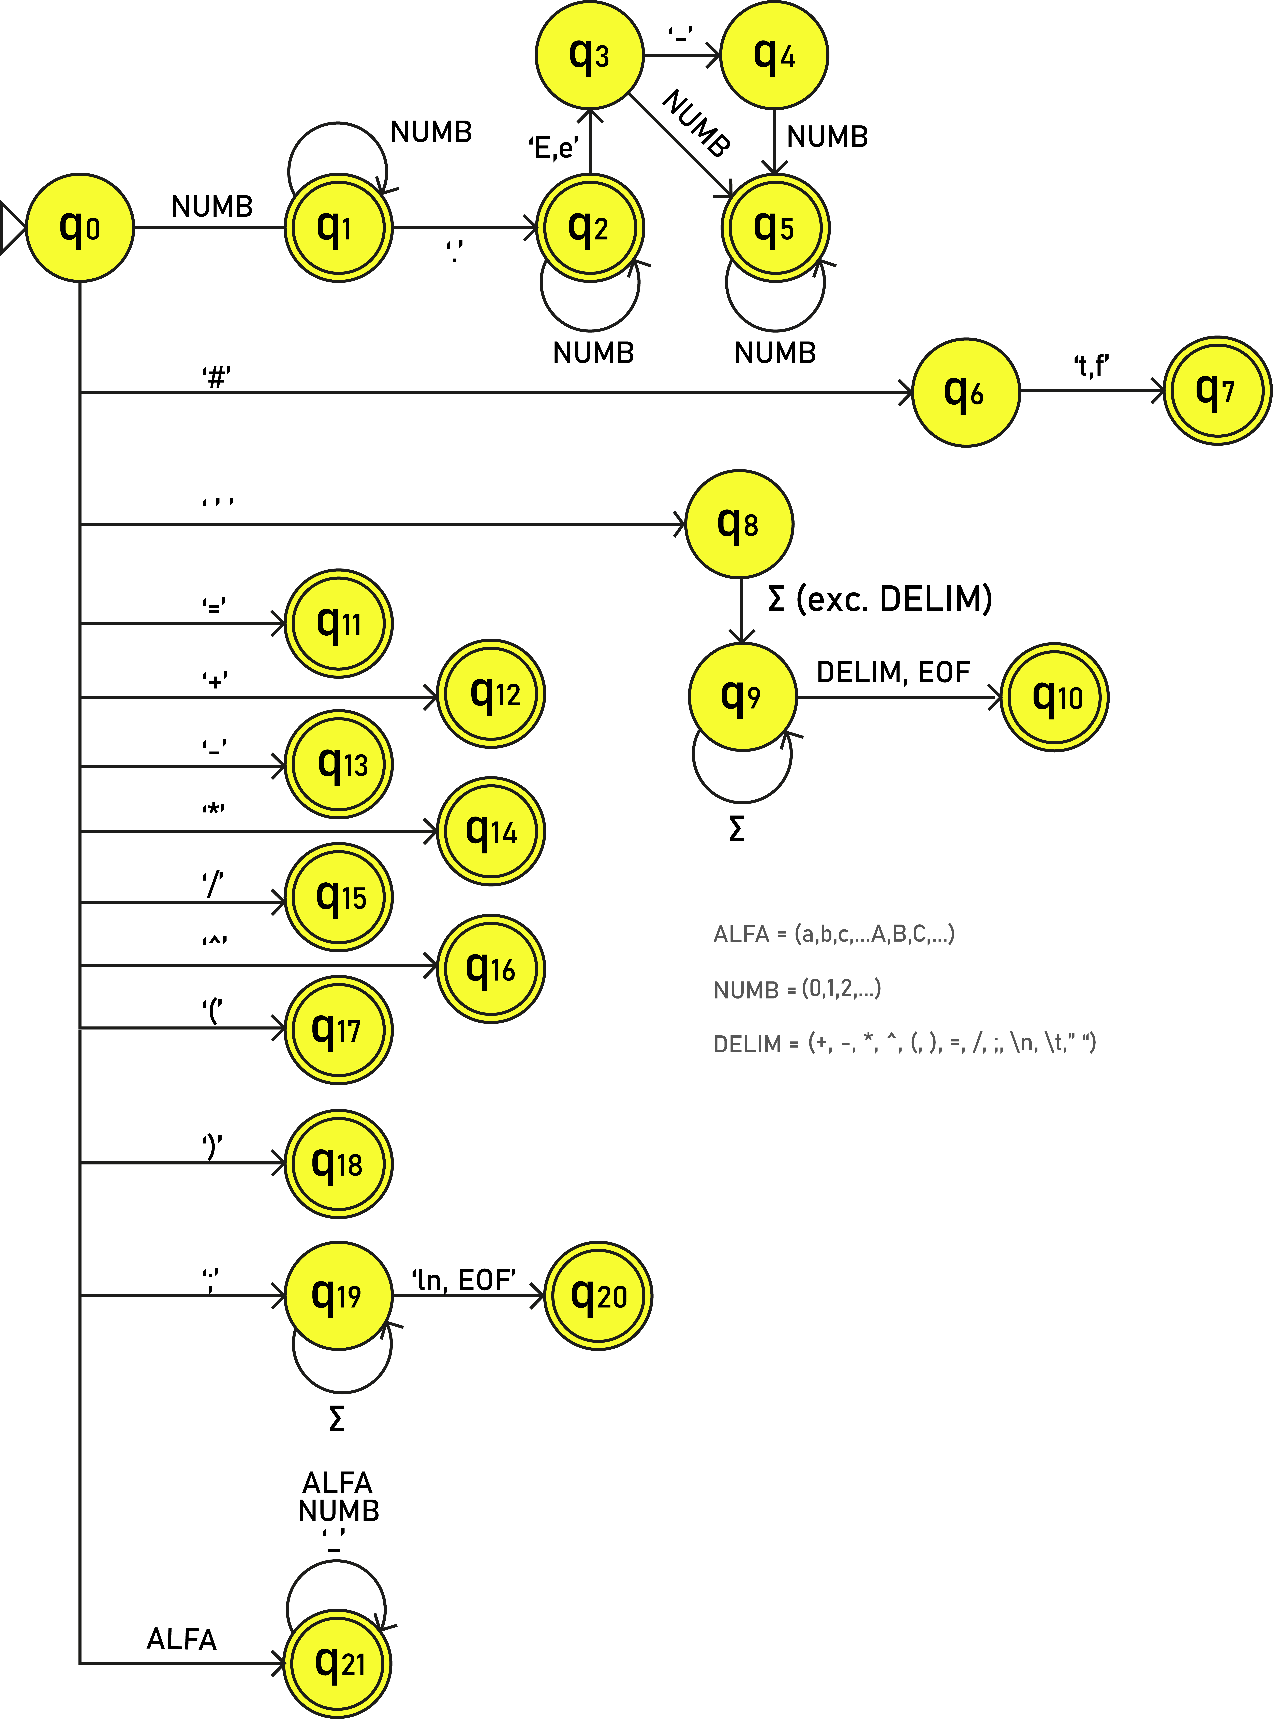 q3
‘-’
q4
NUMB
NUMB
‘E,e’
NUMB
q0
NUMB
q1
‘.’
q2
q5
NUMB
NUMB
‘#’
q6
‘t,f’
q7
‘ ’ ’
q8
Σ (exc. DELIM)
‘=’
q11
‘+’
q12
q9
DELIM, EOF
q10
‘-’
q13
‘*’
q14
Σ
‘/’
q15
‘^’
q16
ALFA = (a,b,c,...A,B,C,...)
NUMB = (0,1,2,...)
‘(’
q17
DELIM = (+, -, *, ^, (, ), =, /, ;, \n, \t,” “)
‘)’
q18
‘;’
q19
‘ln, EOF’
q20
Σ
ALFA
NUMB
‘_’
ALFA
q21